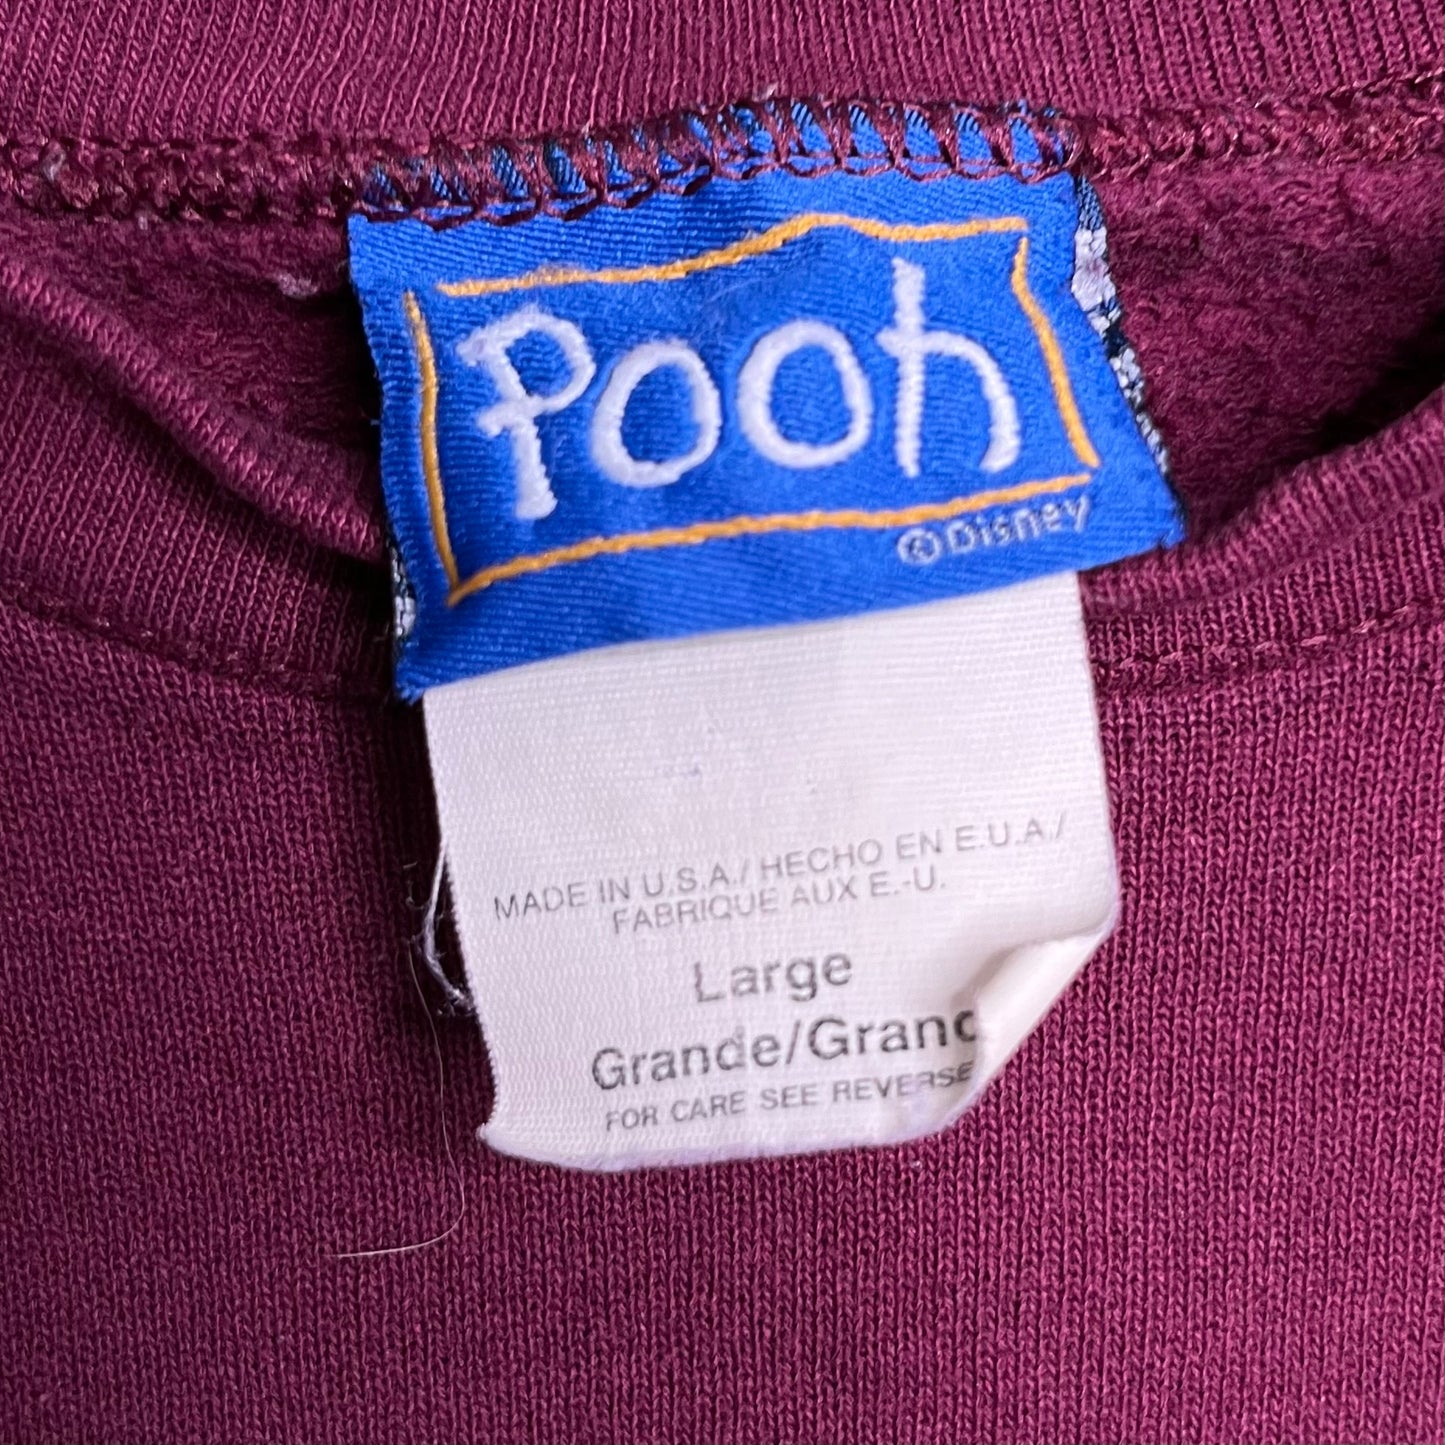 Pooh
©Disney
MADE IN U.S.A./HECHO EN E.U.A./
FABRIQUE AUX E.-U.
Large
Grande/Granc
FOR CARE SEE REVERSE